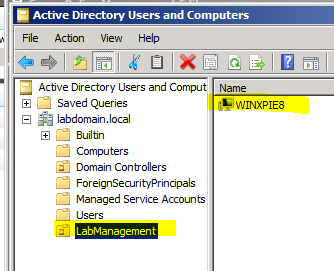 Active Directory Users and Computers
File Action View Help
Active Directory Users and Comput
Saved Queries
labdomain.local
Builtin
Computers
Domain Controllers
ForeignSecurityPrincipals
Managed Service Accounts
Users
LabManagement
Name
WINXPIE8